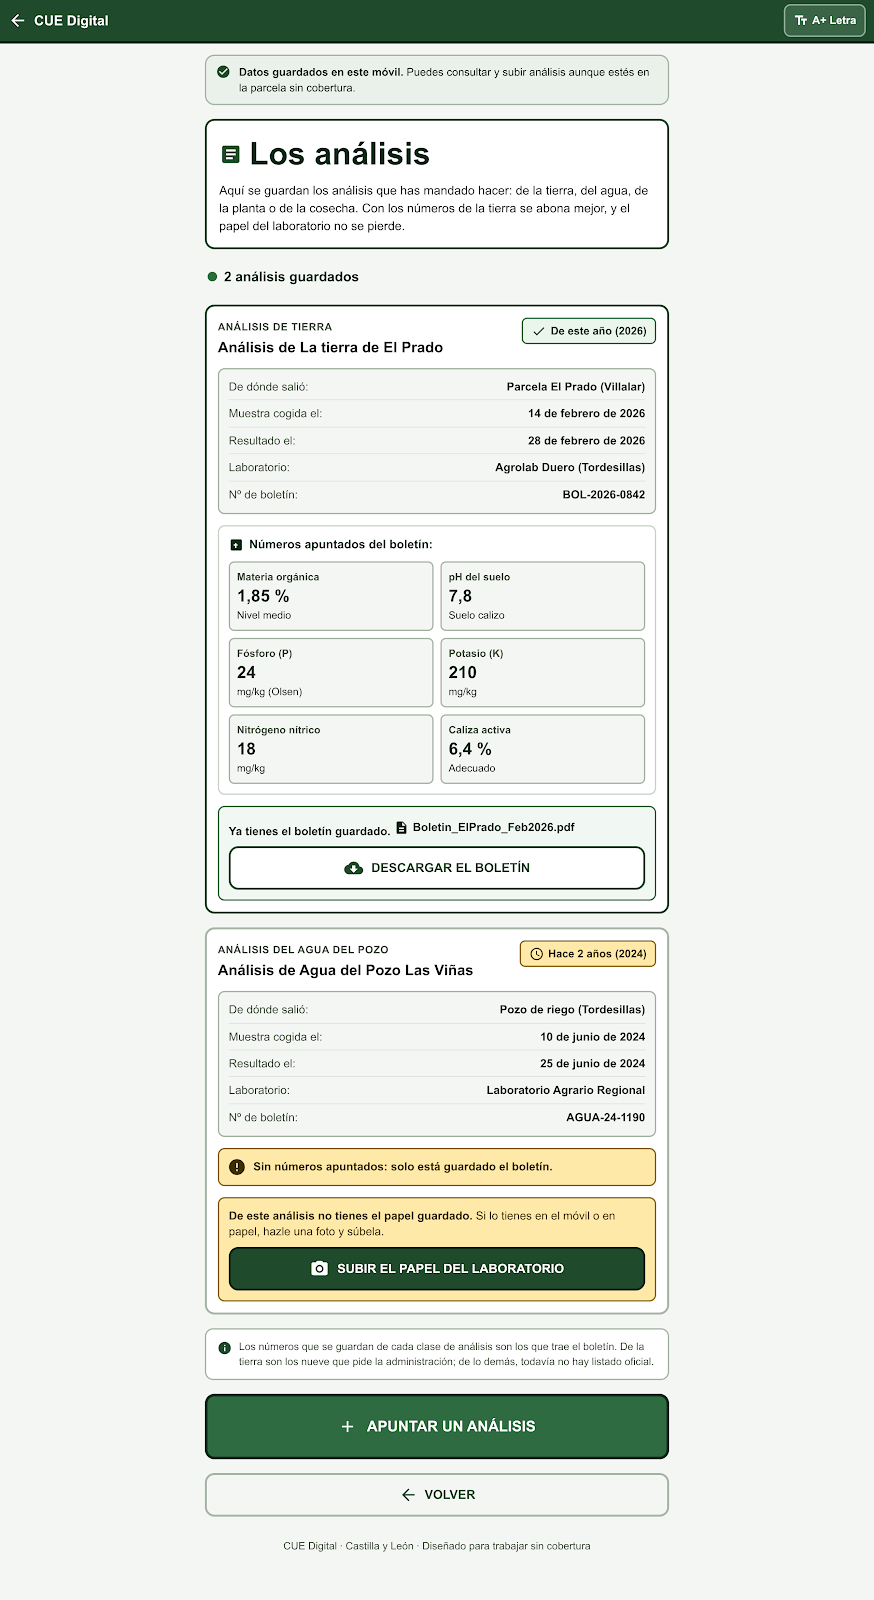 CUE Digital
A+ Letra
Datos guardados en este móvil. Puedes consultar y subir análisis aunque estés en
la parcela sin cobertura.
Los análisis
Aquí se guardan los análisis que has mandado hacer: de la tierra, del agua, de
la planta o de la cosecha. Con los números de la tierra se abona mejor, y el
papel del laboratorio no se pierde.
2 análisis guardados
ANÁLISIS DE TIERRA
De este año (2026)
Análisis de La tierra de El Prado
De dónde salió: Parcela El Prado (Villalar)
Muestra cogida el: 14 de febrero de 2026
Resultado el: 28 de febrero de 2026
Laboratorio: Agrolab Duero (Tordesillas)
Nº de boletín: BOL-2026-0842
Números apuntados del boletín:
Materia orgánica
1,85 %
Nivel medio
pH del suelo
7,8
Suelo calizo
Fósforo (P)
24
mg/kg (Olsen)
Potasio (K)
210
mg/kg
Nitrógeno nítrico
18
mg/kg
Caliza activa
6,4 %
Adecuado
Ya tienes el boletín guardado. Boletin_ElPrado_Feb2026.pdf
DESCARGAR EL BOLETÍN
ANÁLISIS DEL AGUA DEL POZO
Hace 2 años (2024)
Análisis de Agua del Pozo Las Viñas
De dónde salió: Pozo de riego (Tordesillas)
Muestra cogida el: 10 de junio de 2024
Resultado el: 25 de junio de 2024
Laboratorio: Laboratorio Agrario Regional
Nº de boletín: AGUA-24-1190
Sin números apuntados: solo está guardado el boletín.
De este análisis no tienes el papel guardado. Si lo tienes en el móvil o en
papel, hazle una foto y súbela.
SUBIR EL PAPEL DEL LABORATORIO
Los números que se guardan de cada clase de análisis son los que trae el boletín. De la
tierra son los nueve que pide la administración; de lo demás, todavía no hay listado oficial.
APUNTAR UN ANÁLISIS
VOLVER
CUE Digital · Castilla y León · Diseñado para trabajar sin cobertura